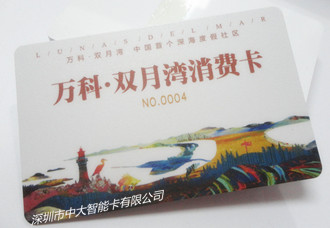 LUNASDELMAR
万科·双月湾 中国首个深海度假社区
万科·双月湾消费卡
NO.0004
深圳市中大智能卡有限公司